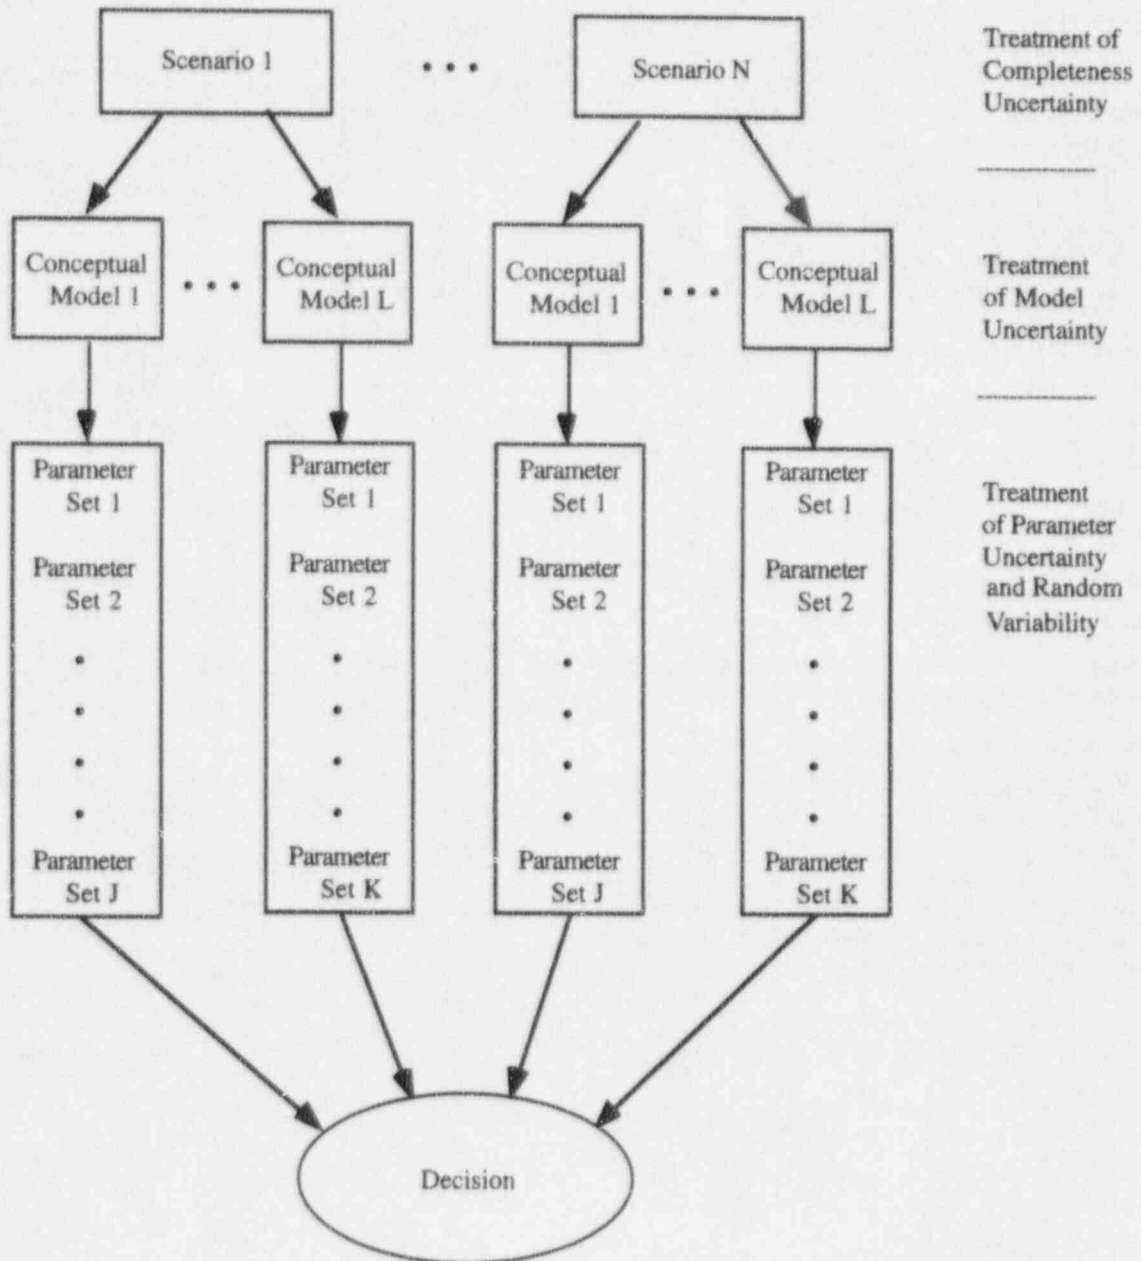 Scenario 1
Scenario N
Treatment of
Completeness
Uncertainty
Conceptual
Model 1
Conceptual
Model L
Conceptual
Model 1
Conceptual
Model L
Treatment
of Model
Uncertainty
Parameter
Set 1
Parameter
Set 2
Parameter
Set J
Parameter
Set 1
Parameter
Set 2
Parameter
Set K
Parameter
Set 1
Parameter
Set 2
Parameter
Set J
Parameter
Set 1
Parameter
Set 2
Parameter
Set K
Treatment
of Parameter
Uncertainty
and Random
Variability
Decision